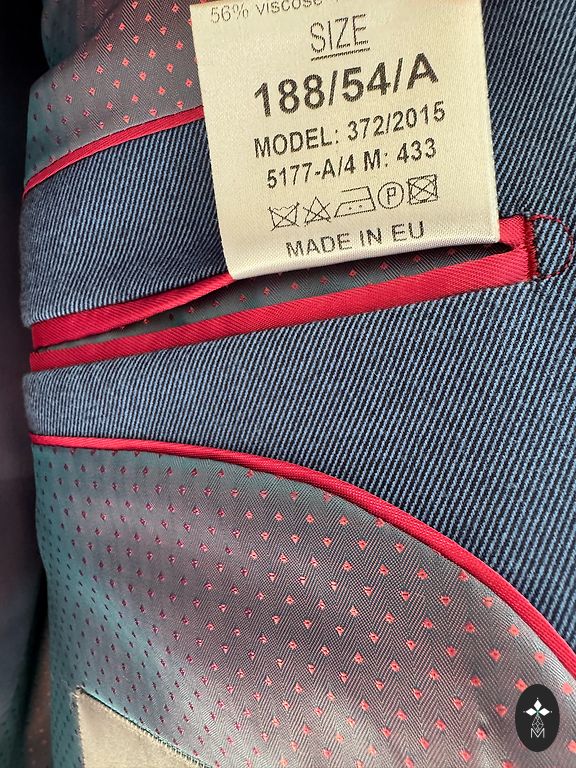 56% viscose
SIZE
188/54/A
MODEL: 372/2015
5177-A/4 M: 433
P
MADE IN EU
M